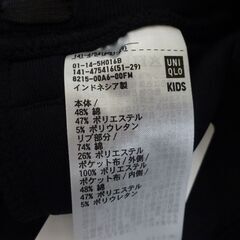 01-14-5H016B
141-475416(51-29)
8215-00A6-00FM
インドネシア製
UNI
QLO
KIDS
本体/
48% 綿
47% ポリエステル
5% ポリウレタン
リブ部分/
74% 綿
26% ポリエステル
ポケット布/外側
100% ポリエステル
ポケット布/内側
48% 綿
47% ポリエステル
5% ポリウレタン